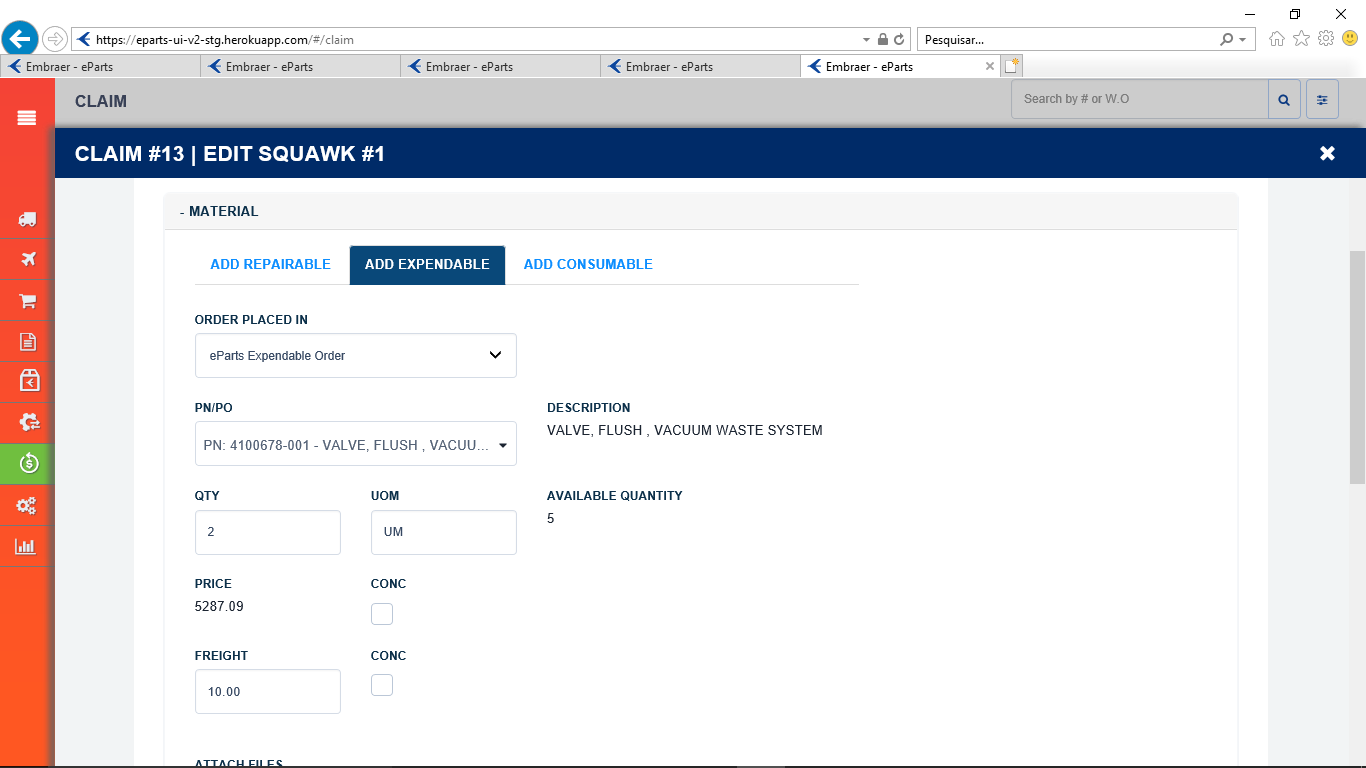 https://eparts-ui-v2-stg.herokuapp.com/#/claim
Pesquisar...
Embraer - eParts
Embraer - eParts
Embraer - eParts
Embraer - eParts
Embraer - eParts
CLAIM
Search by # or W.O
CLAIM #13 | EDIT SQUAWK #1
- MATERIAL
ADD REPAIRABLE
ADD EXPENDABLE
ADD CONSUMABLE
ORDER PLACED IN
eParts Expendable Order
PN/PO
DESCRIPTION
PN: 4100678-001 - VALVE, FLUSH , VACUU...
VALVE, FLUSH , VACUUM WASTE SYSTEM
QTY
UOM
AVAILABLE QUANTITY
2
UM
5
PRICE
CONC
5287.09
FREIGHT
CONC
10.00
ATTACH FILES